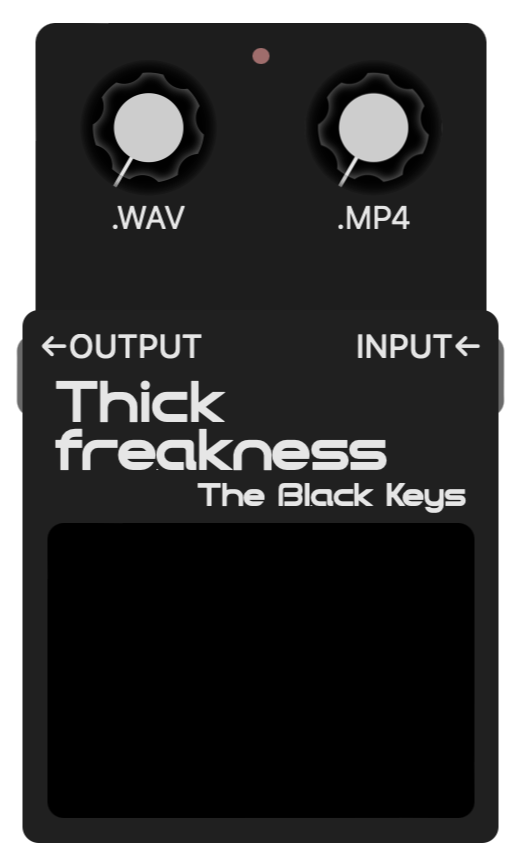 .WAV .MP4
←OUTPUT INPUT←
Thick
freakness
The Black Keys